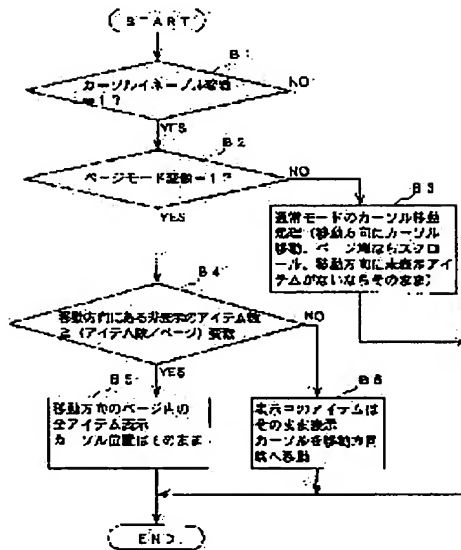 START
B1
カーソルイネーブル変数
=1?
NO
YES
B2
ページモード変数=1?
NO
YES
B3
通常モードのカーソル移動
処理(移動方向にカーソル
移動、ページ端ならスクロ
ール、移動方向に未表示アイ
テムがないならそのまま)
B4
移動方向にある非表示のアイテム数
≧(アイテム数/ページ)変数
NO
YES
B5
移動方向のページ内の
全アイテム表示
カーソル位置はそのまま
B6
表示中のアイテムは
そのまま表示
カーソルを移動方向
へ移動
END